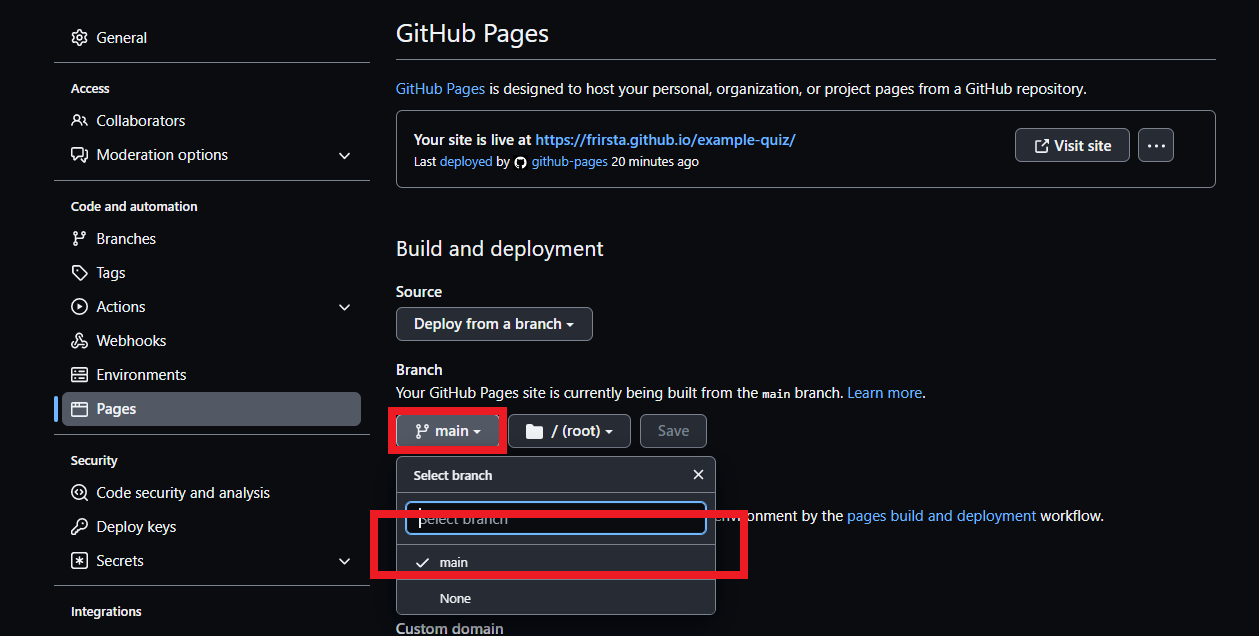 General
Access
Collaborators
Moderation options
Code and automation
Branches
Tags
Actions
Webhooks
Environments
Pages
Security
Code security and analysis
Deploy keys
Secrets
Integrations
GitHub Pages
GitHub Pages is designed to host your personal, organization, or project pages from a GitHub repository.
Your site is live at https://frirsta.github.io/example-quiz/
Last deployed by github-pages 20 minutes ago
Visit site
Build and deployment
Source
Deploy from a branch
Branch
Your GitHub Pages site is currently being built from the main branch. Learn more.
main
/ (root)
Save
Select branch
Select branch
environment by the pages build and deployment workflow.
main
None
Custom domain